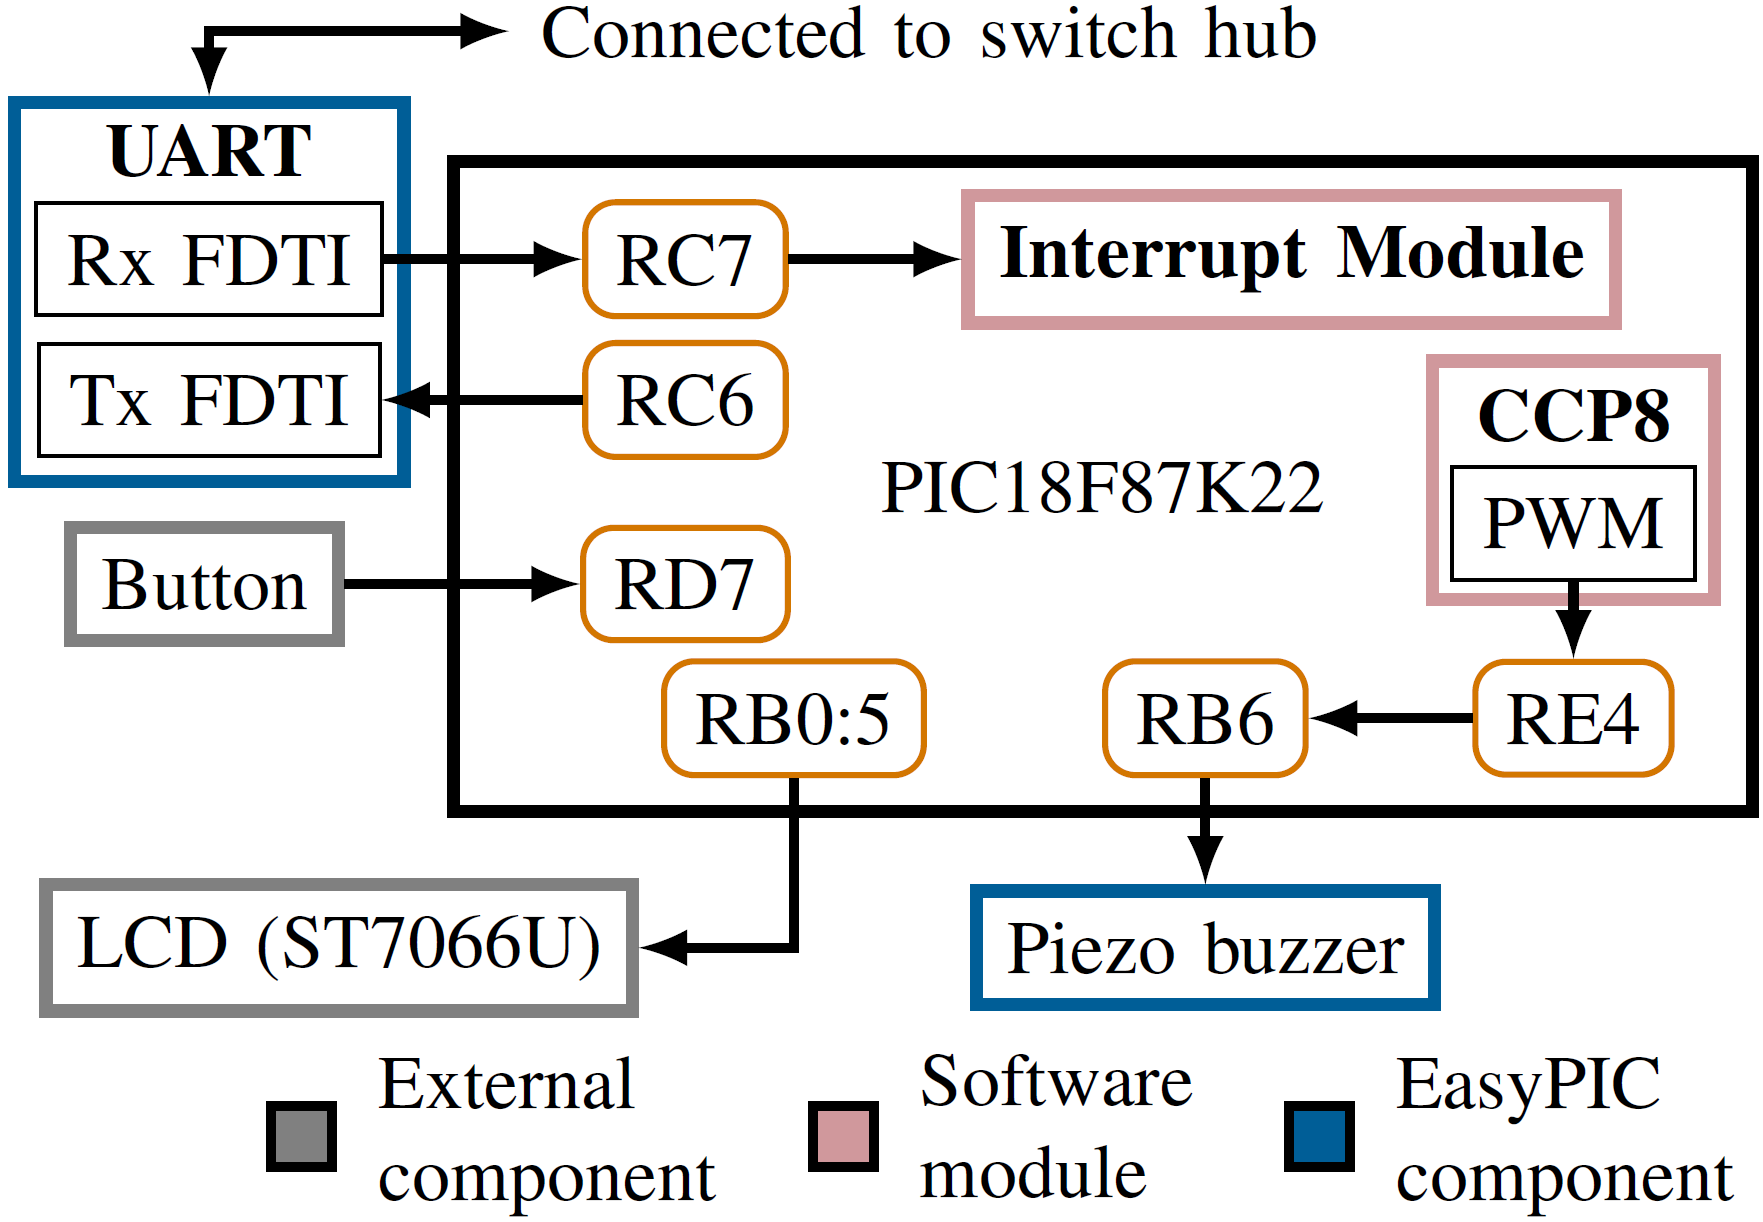 Connected to switch hub
UART
Rx FDTI
RC7
Interrupt Module
Tx FDTI
RC6
CCP8
PIC18F87K22
PWM
Button
RD7
RB0:5
RB6
RE4
LCD (ST7066U)
Piezo buzzer
External
component
Software
module
EasyPIC
component